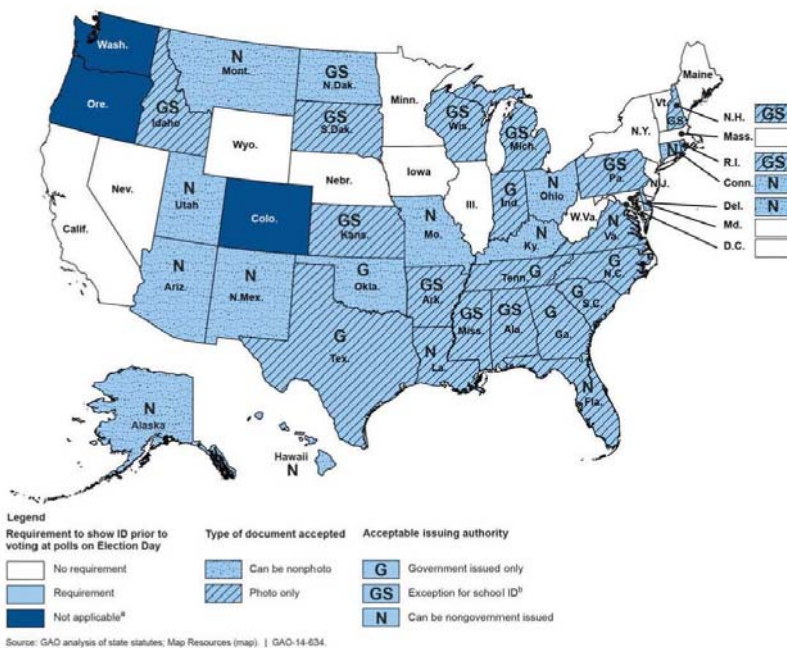 Wash.
Ore.
Calif.
Nev.
GS
Idaho
N
Mont.
Wyo.
N
Utah
Colo.
N
Ariz.
N
N.Mex.
GS
N.Dak.
GS
S.Dak.
Nebr.
GS
Kans.
G
Okla.
G
Tex.
Minn.
Iowa
N
Mo.
GS
Ark.
N
La.
GS
Wis.
Ill.
GS
Mich.
G
Ind.
N
Ohio
N
Ky.
Tenn. G
GS
Miss.
GS
Ala.
G
Ga.
N
Fla.
G
S.C.
G
N.C.
N
Va.
W.Va.
GS
Pa.
N.Y.
N.J.
Vt.
GS
N
Maine
N.H. GS
Mass.
R.I. GS
Conn. N
Del. N
Md.
D.C.
N
Alaska
Hawaii
N
Legend
Requirement to show ID prior to
voting at polls on Election Day
No requirement
Requirement
Not applicableᵃ
Type of document accepted
Can be nonphoto
Photo only
Acceptable issuing authority
G Government issued only
GS Exception for school IDᵇ
N Can be nongovernment issued
Source: GAO analysis of state statutes; Map Resources (map). | GAO-14-634.